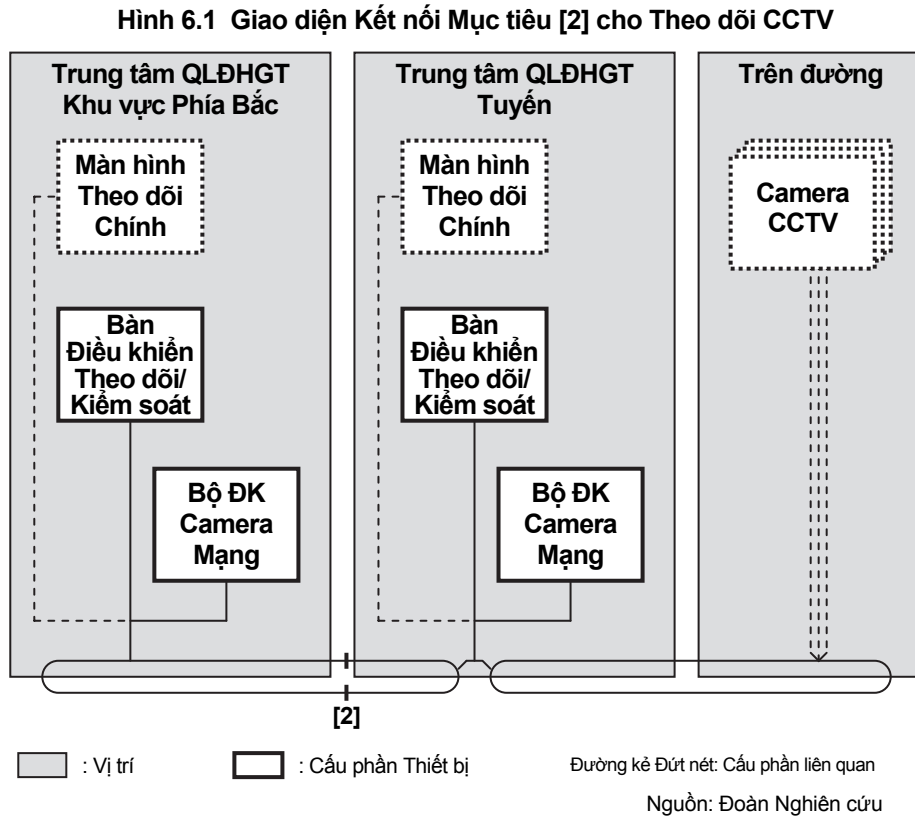 Hình 6.1 Giao diện Kết nối Mục tiêu [2] cho Theo dõi CCTV
Trung tâm QLĐHGT
Khu vực Phía Bắc
Màn hình
Theo dõi
Chính
Bàn
Điều khiển
Theo dõi/
Kiểm soát
Bộ ĐK
Camera
Mạng
Trung tâm QLĐHGT
Tuyến
Màn hình
Theo dõi
Chính
Bàn
Điều khiển
Theo dõi/
Kiểm soát
Bộ ĐK
Camera
Mạng
Trên đường
Camera
CCTV
[2]
: Vị trí
: Cấu phần Thiết bị
Đường kẻ Đứt nét: Cấu phần liên quan
Nguồn: Đoàn Nghiên cứu